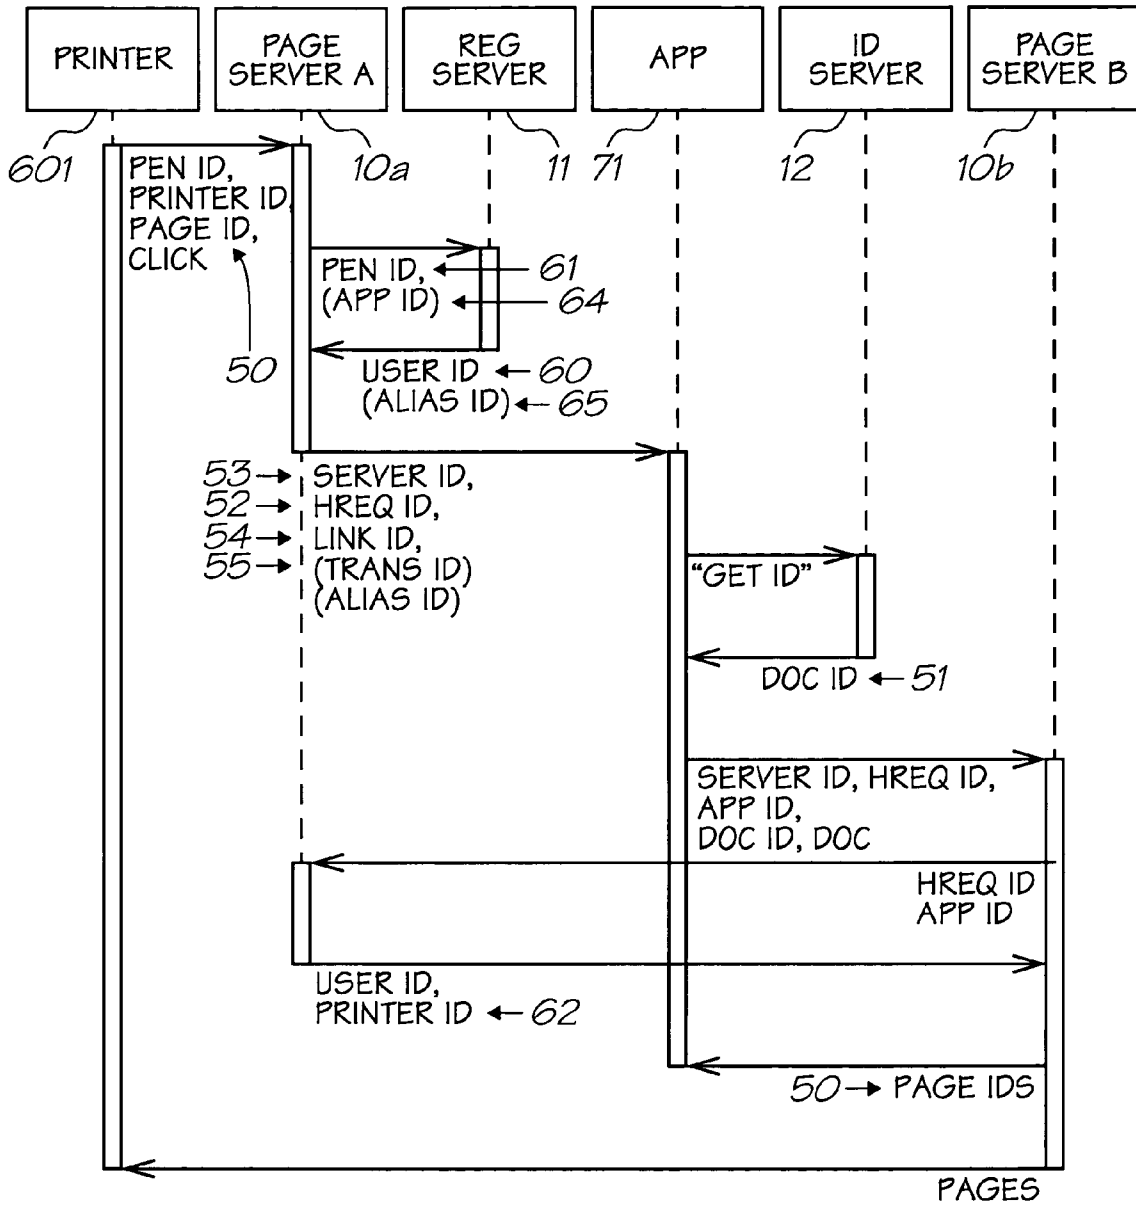 PRINTER
PAGE
SERVER A
REG
SERVER
APP
ID
SERVER
PAGE
SERVER B
601
10a
11
71
12
10b
PEN ID,
PRINTER ID,
PAGE ID,
CLICK
50
PEN ID,
61
(APP ID)
64
USER ID
60
(ALIAS ID)
65
53
SERVER ID,
52
HREQ ID,
54
LINK ID,
55
(TRANS ID)
(ALIAS ID)
"GET ID"
DOC ID
51
SERVER ID, HREQ ID,
APP ID,
DOC ID, DOC
HREQ ID
APP ID
USER ID,
PRINTER ID
62
50
PAGE IDS
PAGES